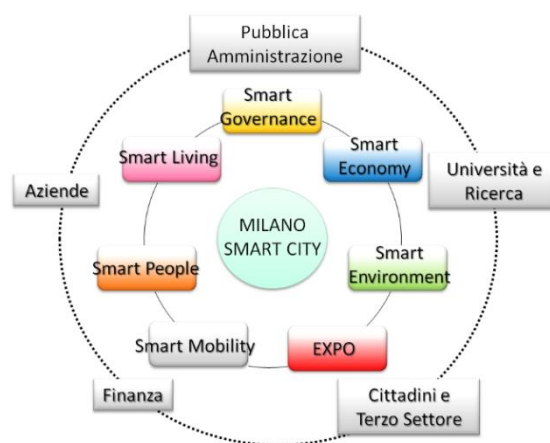 Pubblica
Amministrazione
Smart
Governance
Smart Living
Smart
Economy
Aziende
Università e
Ricerca
MILANO
SMART CITY
Smart People
Smart
Environment
Smart Mobility
EXPO
Finanza
Cittadini e
Terzo Settore